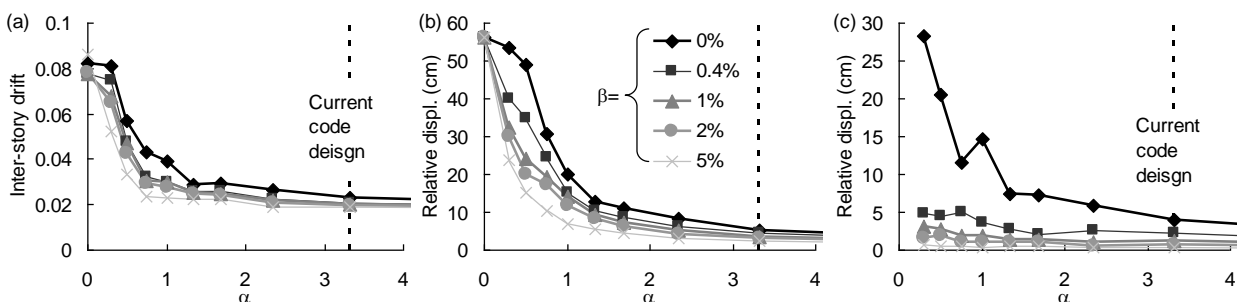 (a)
Inter-story drift
0.1
0.08
0.06
0.04
0.02
0
0 1 2 3 4
α
Current
code
deisgn
(b)
Relative displ. (cm)
60
50
40
30
20
10
0
0 1 2 3 4
α
β=
0%
0.4%
1%
2%
5%
(c)
Relative displ. (cm)
30
25
20
15
10
5
0
0 1 2 3 4
α
Current
code
deisgn